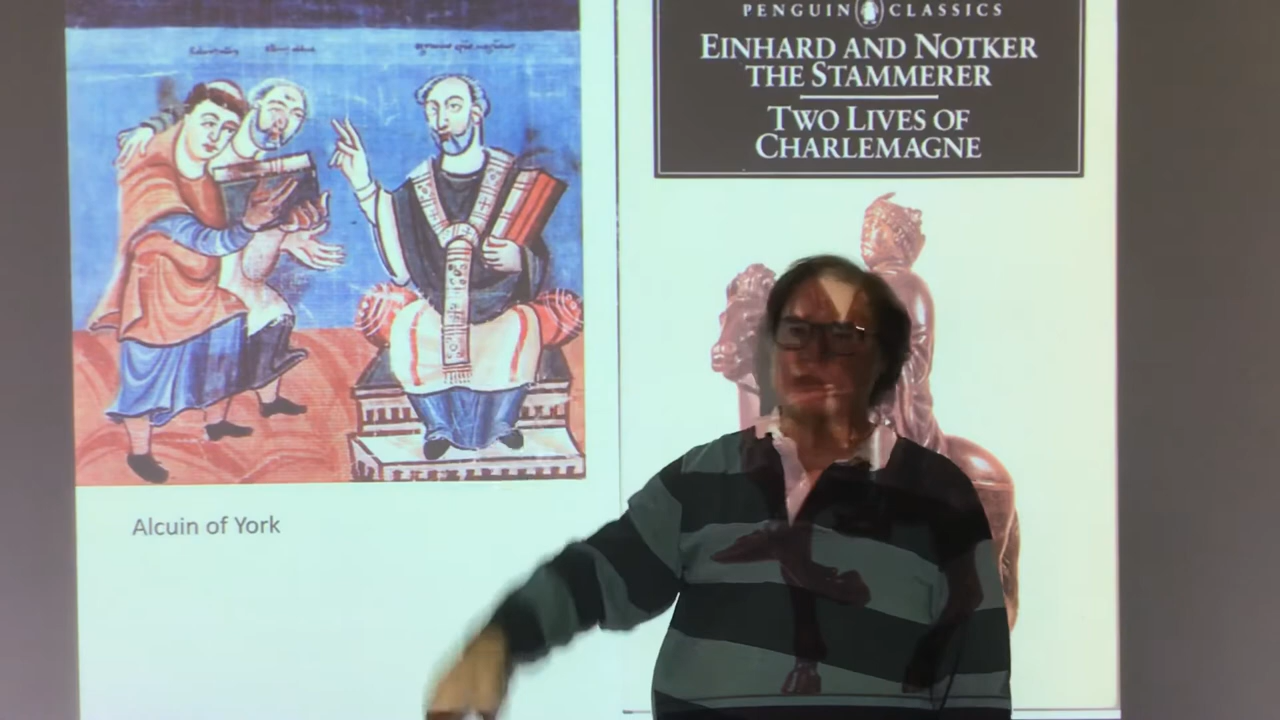 PENGUIN CLASSICS
EINHARD AND NOTKER
THE STAMMERER
TWO LIVES OF
CHARLEMAGNE
Alcuin of York